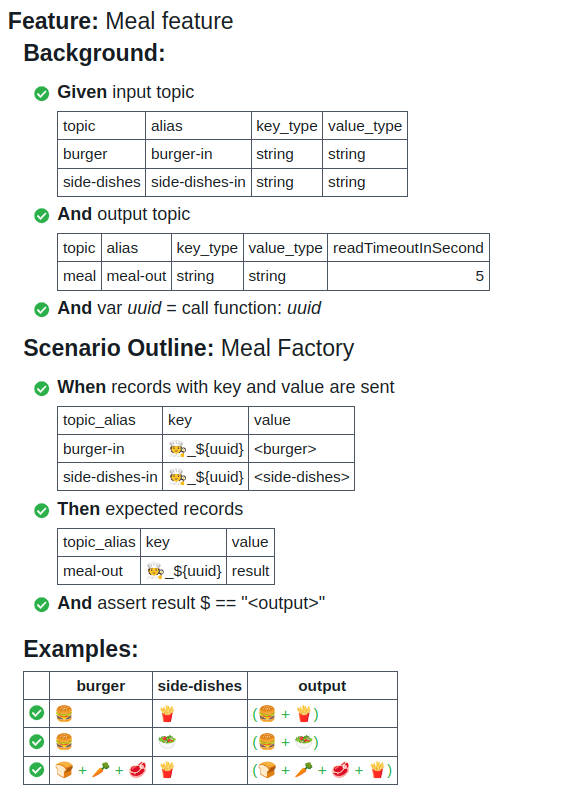 Feature: Meal feature
Background:
Given input topic
topic alias key_type value_type
burger burger-in string string
side-dishes side-dishes-in string string
And output topic
topic alias key_type value_type readTimeoutInSecond
meal meal-out string string 5
And var uuid = call function: uuid
Scenario Outline: Meal Factory
When records with key and value are sent
topic_alias key value
burger-in 🧑‍🍳_${uuid} <burger>
side-dishes-in 🧑‍🍳_${uuid} <side-dishes>
Then expected records
topic_alias key value
meal-out 🧑‍🍳_${uuid} result
And assert result $ == "<output>"
Examples:
burger side-dishes output
🍔 🍟 (🍔 + 🍟)
🍔 🥗 (🍔 + 🥗)
🍞 + 🥕 + 🥩 🍟 (🍞 + 🥕 + 🥩 + 🍟)